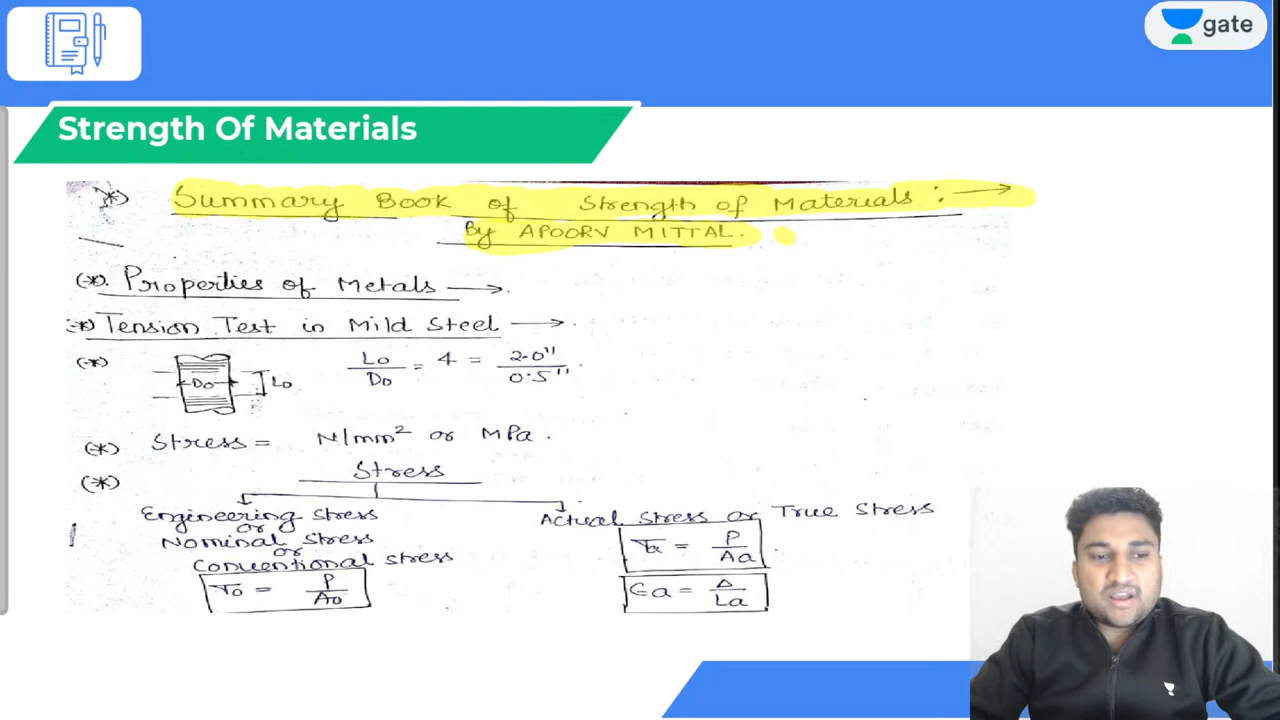 gate
Strength Of Materials
(*) Summary Book of Strength of Materials : →
By APOORV MITTAL.
(*). Properties of Metals → .
(*) Tension Test in Mild Steel → .
(*) Do Lo Lo/Do = 4 = 2.0"/0.5" .
(*) Stress = N/mm² or MPa .
(*) Stress
Engineering Stress
or
Nominal Stress
or
Conventional stress
σo = P/Ao
Actual Stress or True Stress
σa = P/Aa
εa = Δ/La